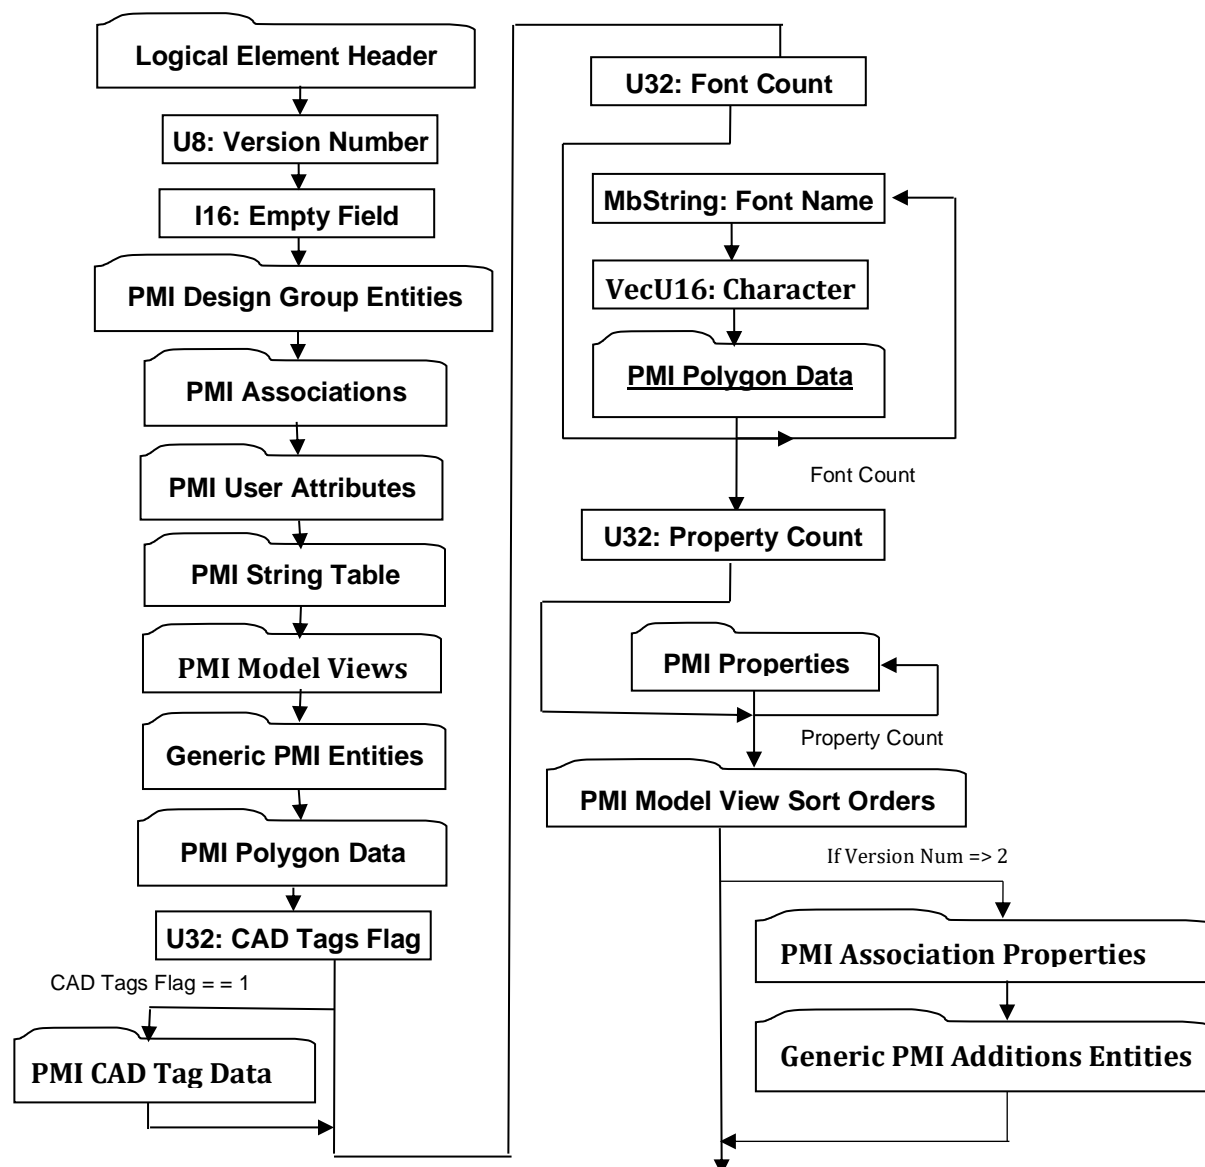 Logical Element Header
U8: Version Number
I16: Empty Field
PMI Design Group Entities
PMI Associations
PMI User Attributes
PMI String Table
PMI Model Views
Generic PMI Entities
PMI Polygon Data
U32: CAD Tags Flag
CAD Tags Flag = = 1
PMI CAD Tag Data
U32: Font Count
MbString: Font Name
VecU16: Character
PMI Polygon Data
Font Count
U32: Property Count
PMI Properties
Property Count
PMI Model View Sort Orders
If Version Num => 2
PMI Association Properties
Generic PMI Additions Entities